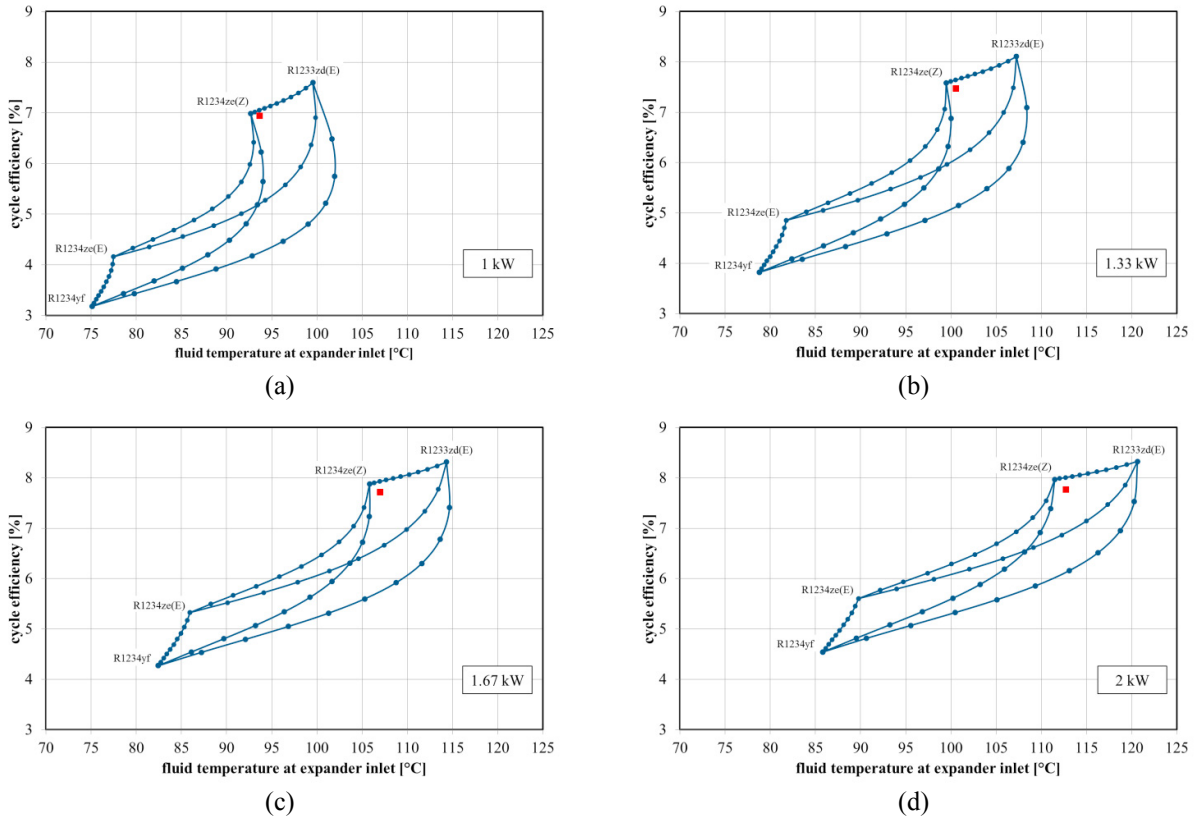 9
8
7
6
5
4
3
cycle efficiency [%]
R1233zd(E)
R1234ze(Z)
R1234ze(E)
R1234yf
1 kW
70 75 80 85 90 95 100 105 110 115 120 125
fluid temperature at expander inlet [°C]
(a)
9
8
7
6
5
4
3
cycle efficiency [%]
R1233zd(E)
R1234ze(Z)
R1234ze(E)
R1234yf
1.33 kW
70 75 80 85 90 95 100 105 110 115 120 125
fluid temperature at expander inlet [°C]
(b)
9
8
7
6
5
4
3
cycle efficiency [%]
R1233zd(E)
R1234ze(Z)
R1234ze(E)
R1234yf
1.67 kW
70 75 80 85 90 95 100 105 110 115 120 125
fluid temperature at expander inlet [°C]
(c)
9
8
7
6
5
4
3
cycle efficiency [%]
R1233zd(E)
R1234ze(Z)
R1234ze(E)
R1234yf
2 kW
70 75 80 85 90 95 100 105 110 115 120 125
fluid temperature at expander inlet [°C]
(d)